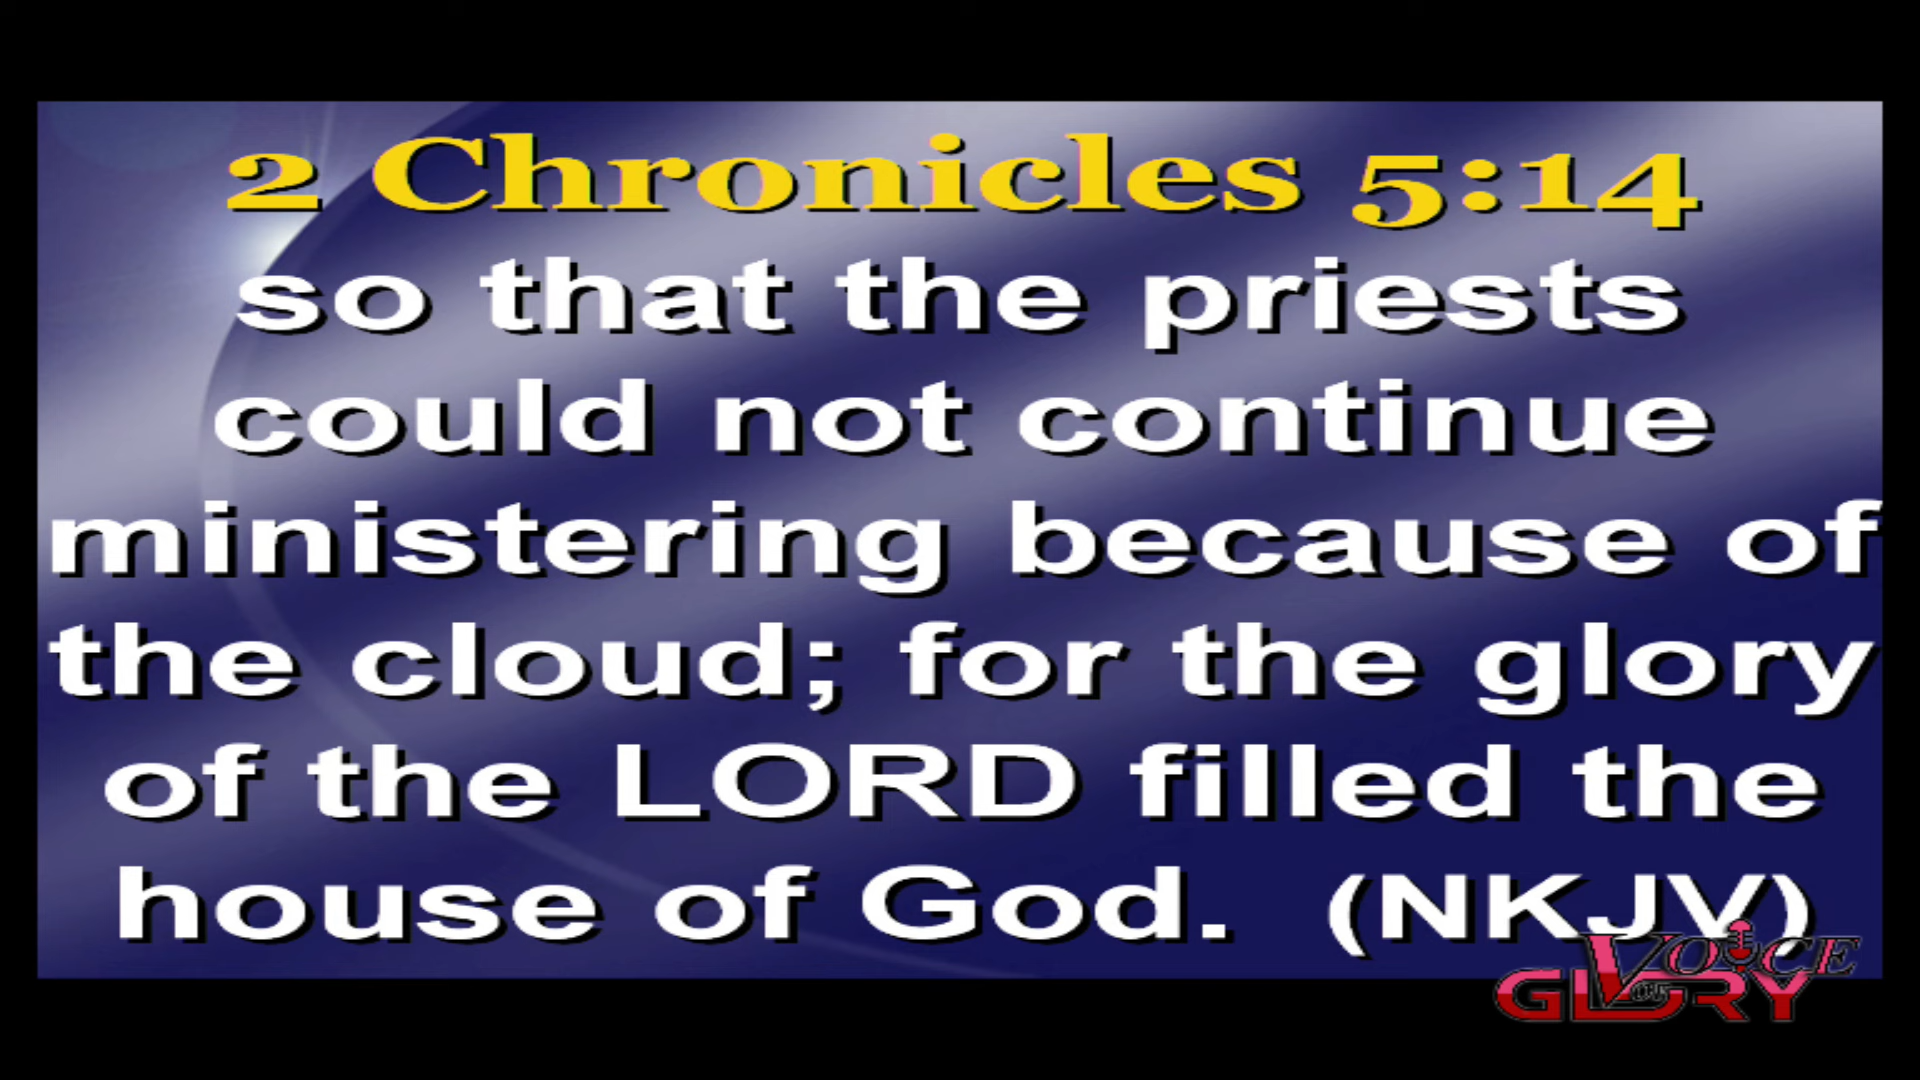 2 Chronicles 5:14
so that the priests
could not continue
ministering because of
the cloud; for the glory
of the LORD filled the
house of God. (NKJV)
VOICE
OF
GLORY